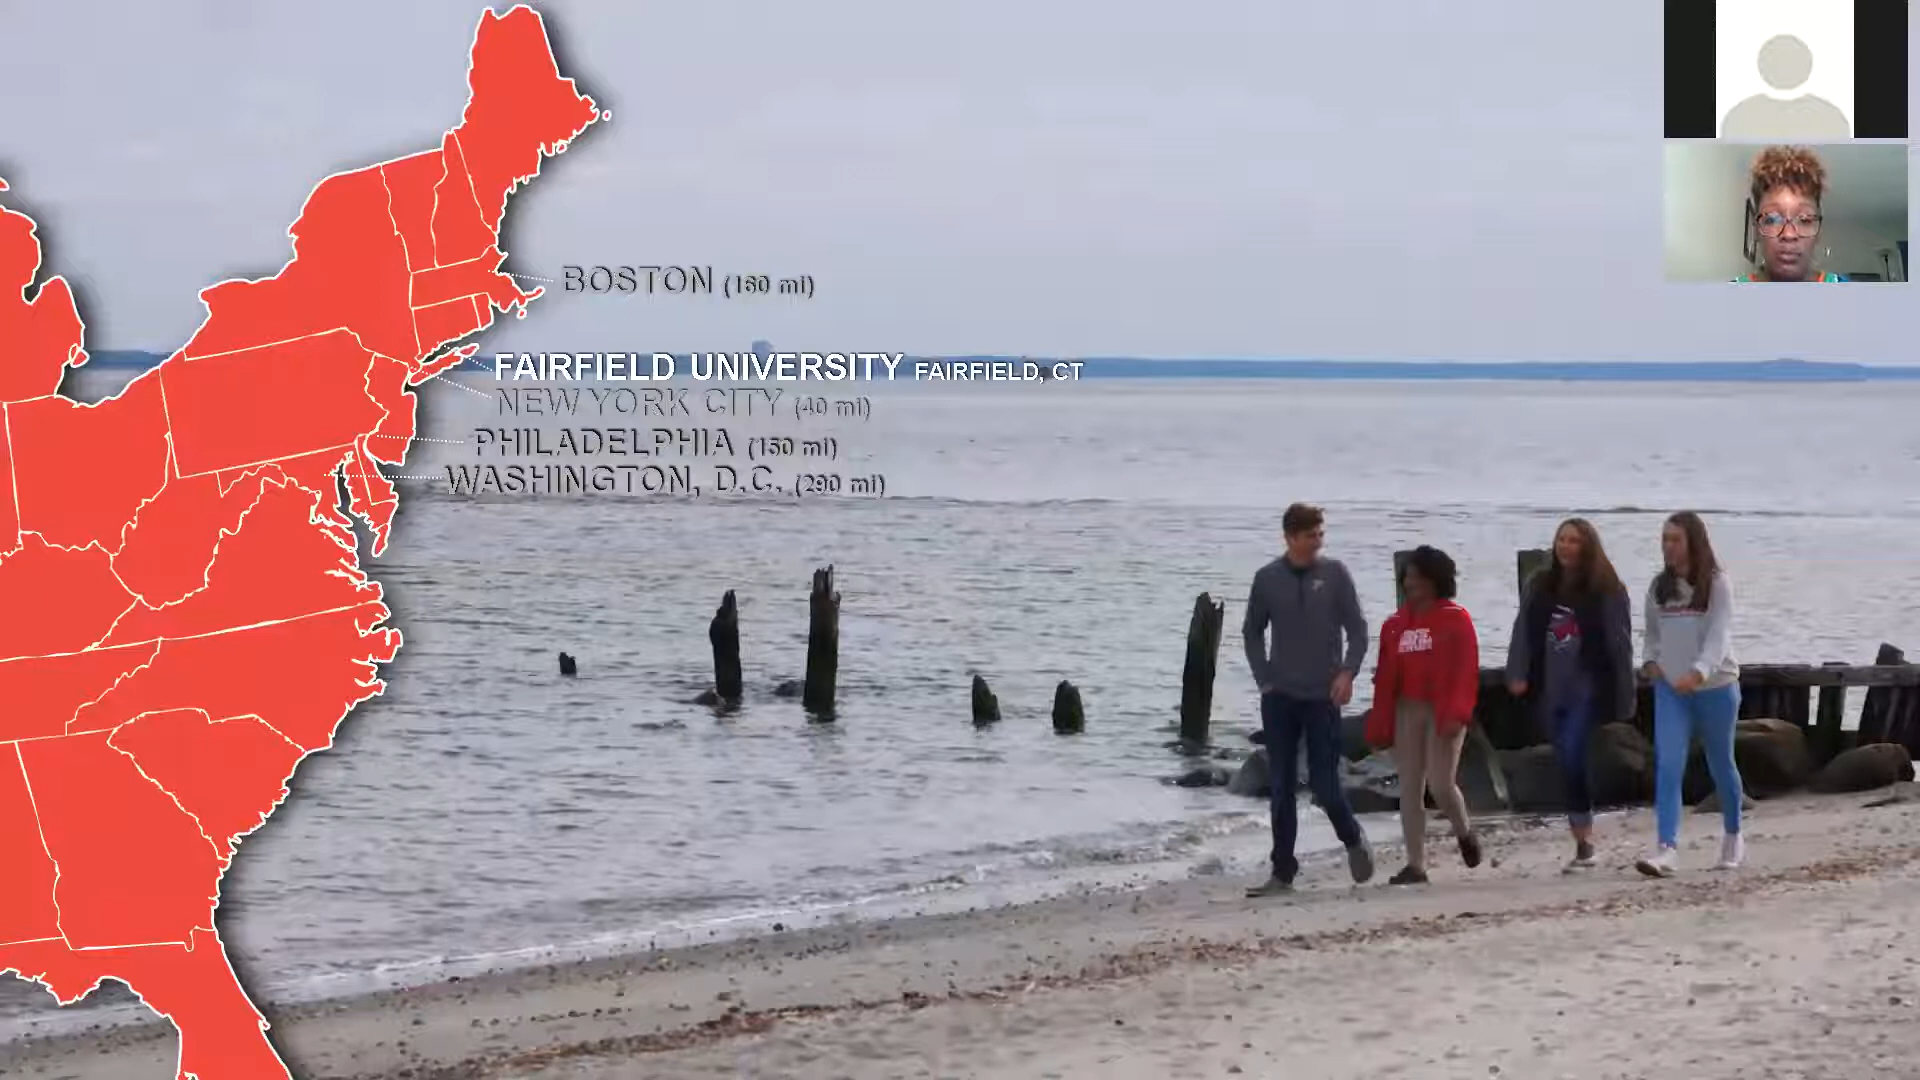 BOSTON (160 mi)
FAIRFIELD UNIVERSITY FAIRFIELD, CT
NEW YORK CITY (40 mi)
PHILADELPHIA (150 mi)
WASHINGTON, D.C. (290 mi)